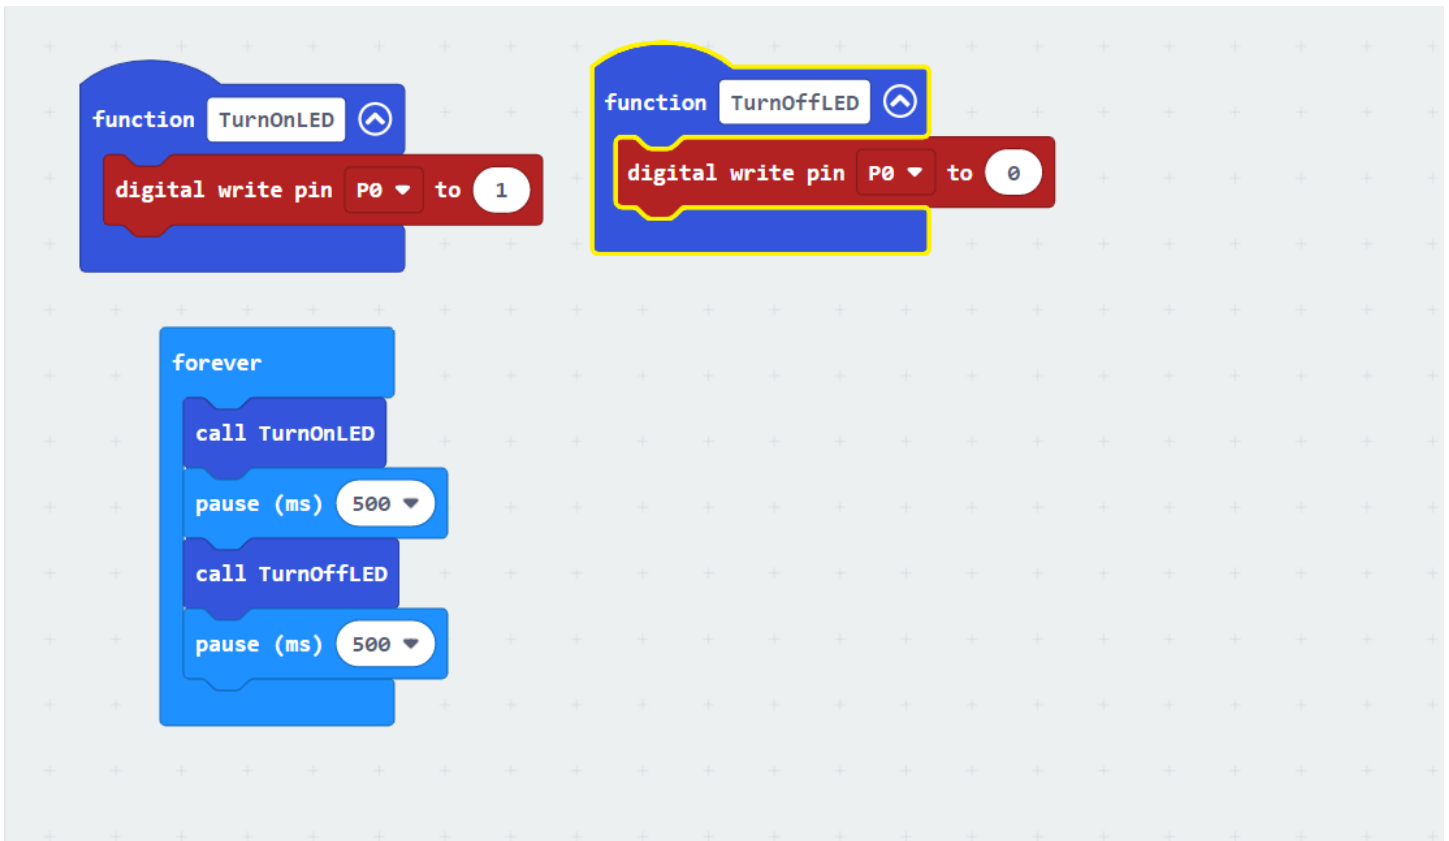 function TurnOnLED
digital write pin P0 to 1
function TurnOffLED
digital write pin P0 to 0
forever
call TurnOnLED
pause (ms) 500
call TurnOffLED
pause (ms) 500